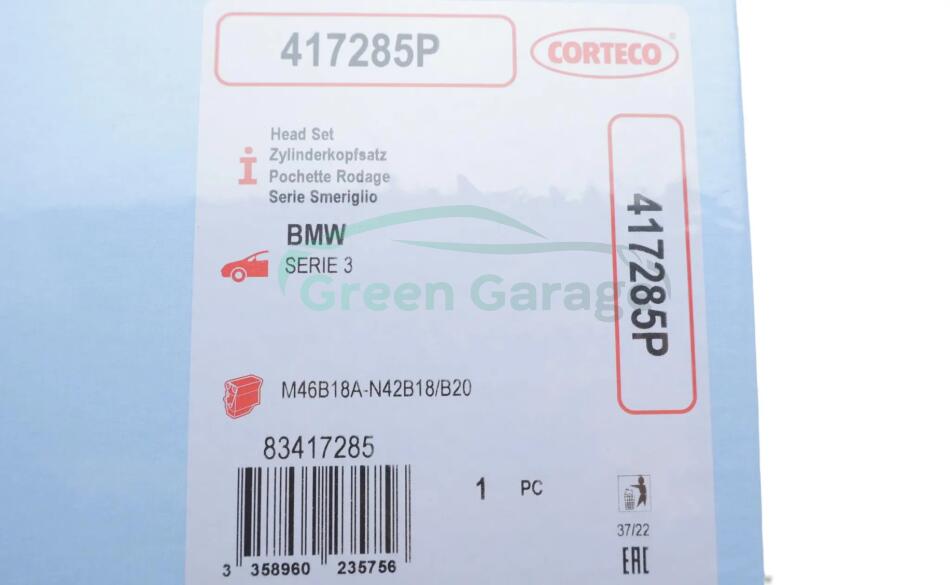 417285P
CORTECO
Head Set
Zylinderkopfsatz
Pochette Rodage
Serie Smeriglio
BMW
SERIE 3
Green Garage
417285P
M46B18A-N42B18/B20
83417285
1 PC
37/22
EAC
3 358960 235756